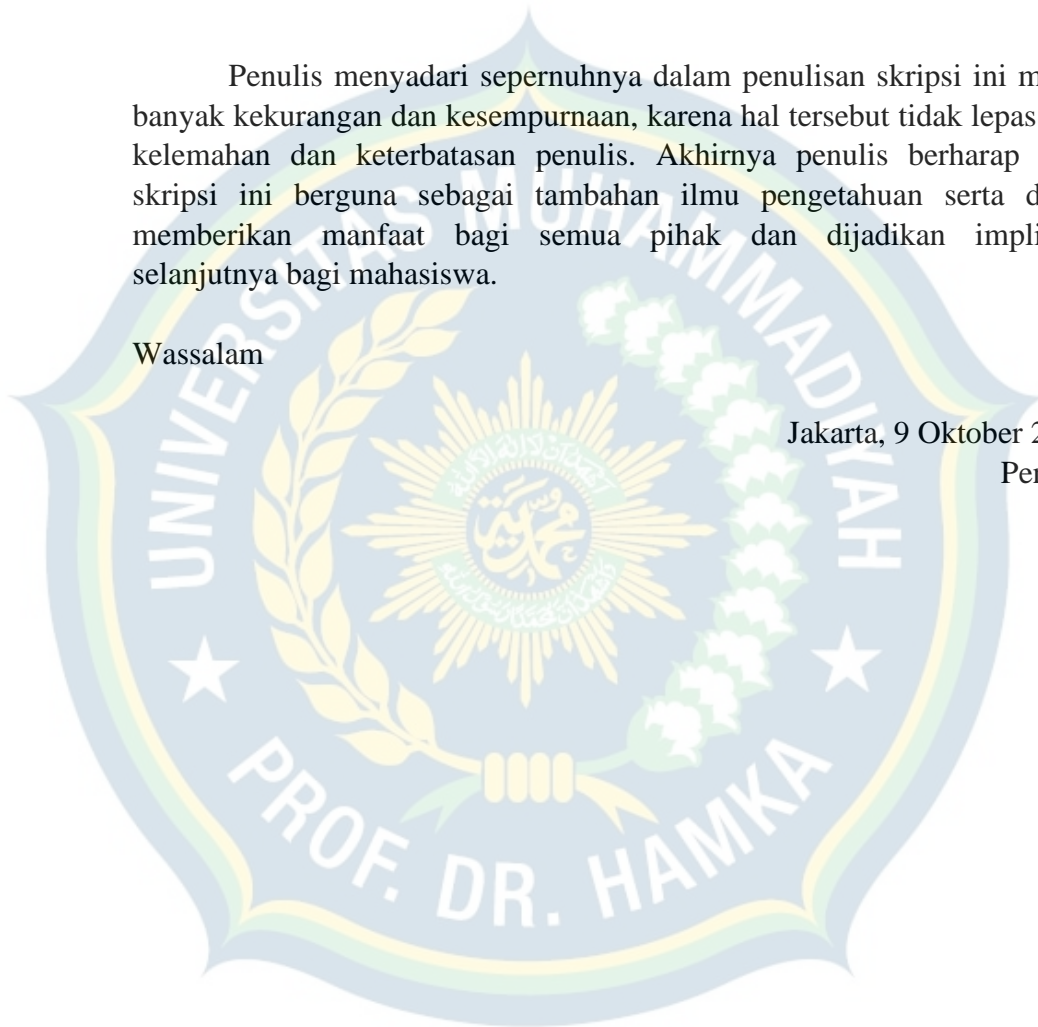 Penulis menyadari sepernuhnya dalam penulisan skripsi ini m
banyak kekurangan dan kesempurnaan, karena hal tersebut tidak lepas
kelemahan dan keterbatasan penulis. Akhirnya penulis berharap
skripsi ini berguna sebagai tambahan ilmu pengetahuan serta d
memberikan manfaat bagi semua pihak dan dijadikan impli
selanjutnya bagi mahasiswa.
Wassalam
Jakarta, 9 Oktober 2
Per
UNIVERSITAS MUHAMMADIYAH
PROF. DR. HAMKA